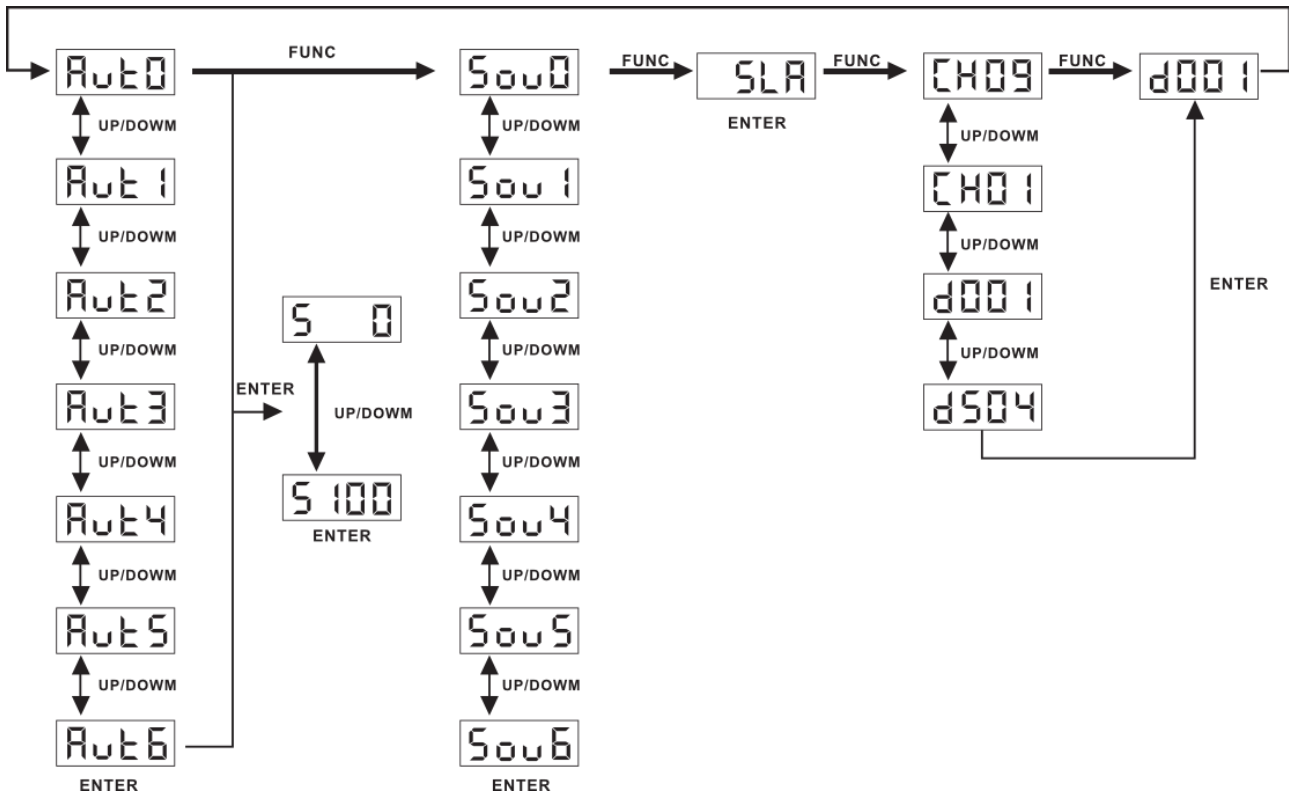 FUNC
Aut0
Sou0
FUNC
SLA
FUNC
CH09
FUNC
d001
ENTER
UP/DOWM
UP/DOWM
UP/DOWM
Aut1
Sou1
CH01
UP/DOWM
UP/DOWM
UP/DOWM
Aut2
Sou2
d001
ENTER
S 0
UP/DOWM
UP/DOWM
UP/DOWM
ENTER
Aut3
UP/DOWM
Sou3
dS04
UP/DOWM
UP/DOWM
S 100
Aut4
Sou4
ENTER
UP/DOWM
UP/DOWM
Aut5
Sou5
UP/DOWM
UP/DOWM
Aut6
Sou6
ENTER
ENTER